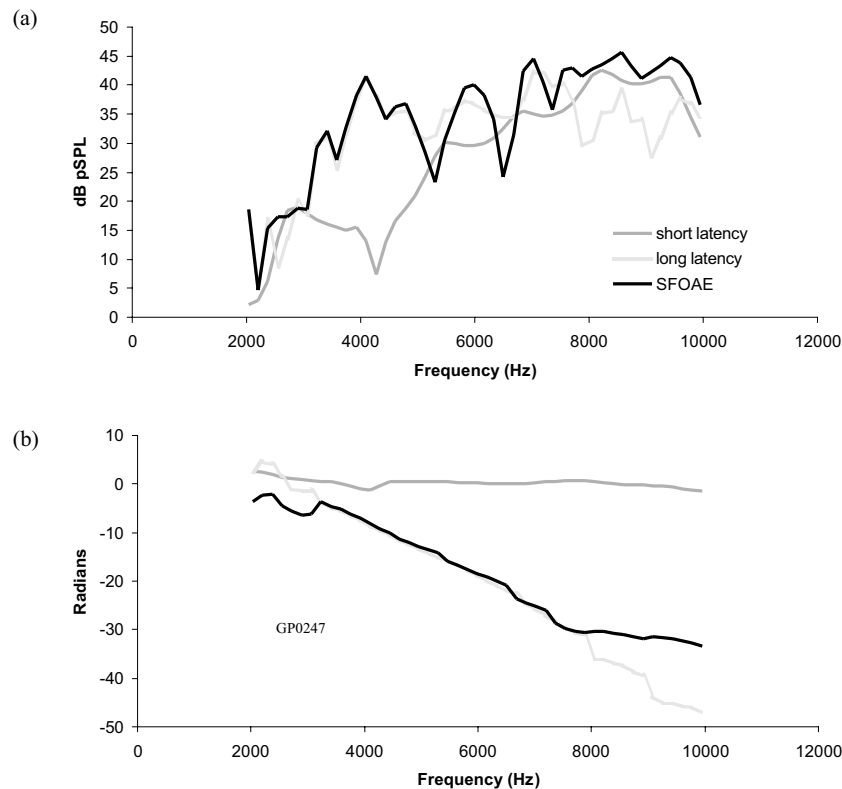 (a)
50
45
40
35
30
25
20
15
10
5
0
dB pSPL
short latency
long latency
SFOAE
0 2000 4000 6000 8000 10000 12000
Frequency (Hz)
(b)
10
0
-10
-20
-30
-40
-50
Radians
GP0247
0 2000 4000 6000 8000 10000 12000
Frequency (Hz)